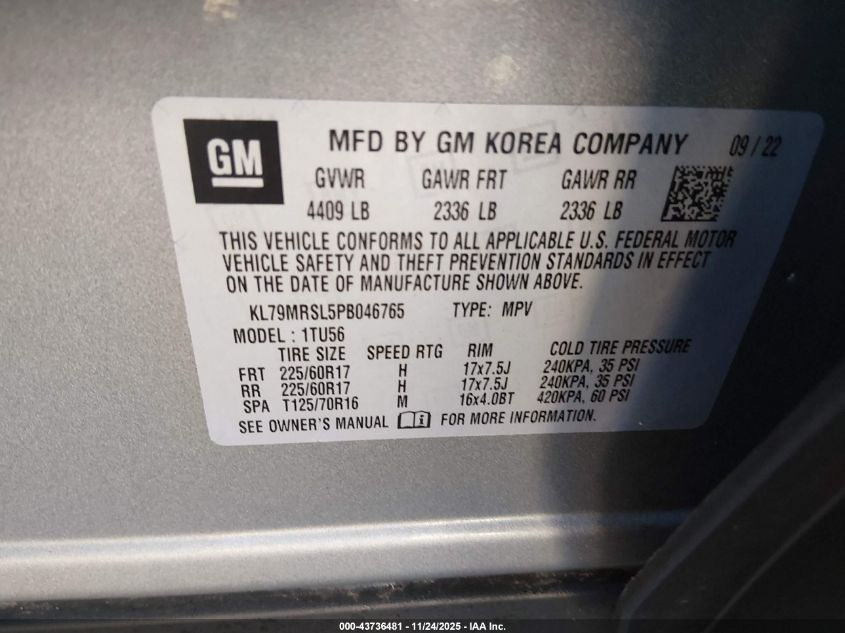 GM
MFD BY GM KOREA COMPANY 09 / 22
GVWR GAWR FRT GAWR RR
4409 LB 2336 LB 2336 LB
THIS VEHICLE CONFORMS TO ALL APPLICABLE U.S. FEDERAL MOTOR
VEHICLE SAFETY AND THEFT PREVENTION STANDARDS IN EFFECT
ON THE DATE OF MANUFACTURE SHOWN ABOVE.
KL79MRSL5PB046765 TYPE: MPV
MODEL : 1TU56
TIRE SIZE SPEED RTG RIM COLD TIRE PRESSURE
FRT 225/60R17 H 17x7.5J 240KPA, 35 PSI
RR 225/60R17 H 17x7.5J 240KPA, 35 PSI
SPA T125/70R16 M 16x4.0BT 420KPA, 60 PSI
SEE OWNER'S MANUAL FOR MORE INFORMATION.
000-43736481 - 11/24/2025 - IAA Inc.